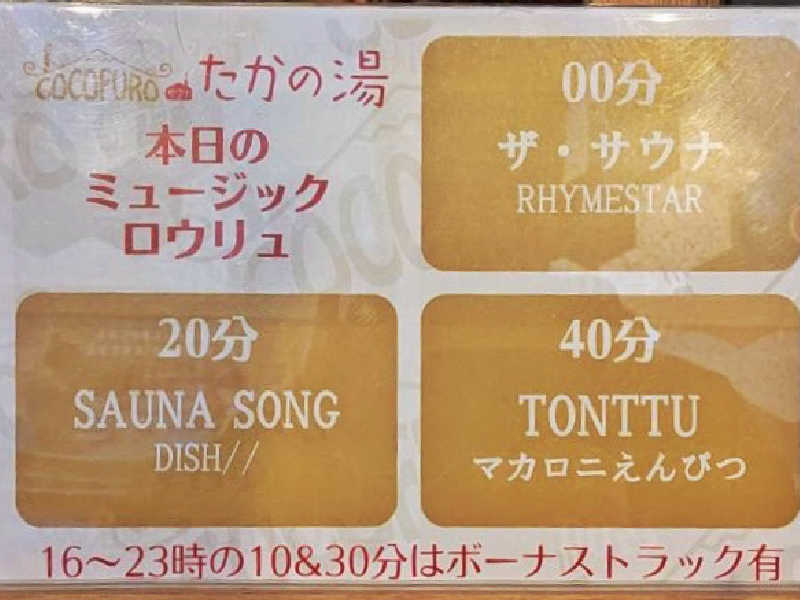 COCOFURO たかの湯
本日の
ミュージック
ロウリュ
00分
ザ・サウナ
RHYMESTAR
20分
SAUNA SONG
DISH//
40分
TONTTU
マカロニえんぴつ
16〜23時の10&30分はボーナストラック有